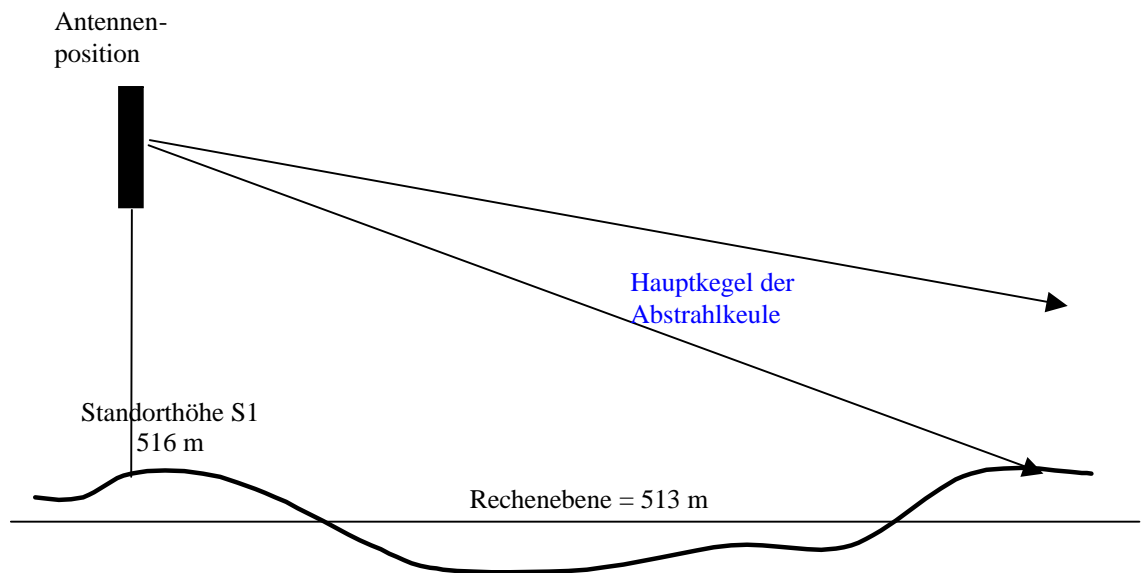 Antennen-
position
Hauptkegel der
Abstrahlkeule
Standorthöhe S1
516 m
Rechenebene = 513 m